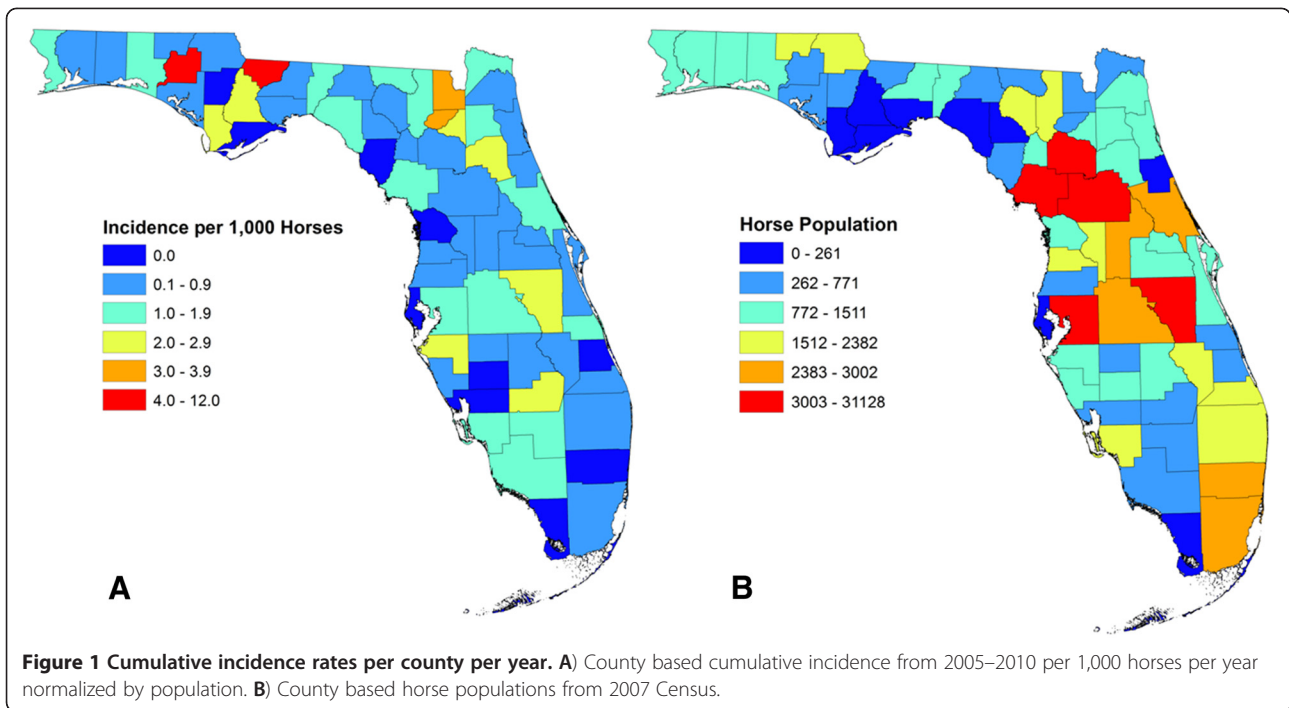 Incidence per 1,000 Horses
0.0
0.1 - 0.9
1.0 - 1.9
2.0 - 2.9
3.0 - 3.9
4.0 - 12.0
A
Horse Population
0 - 261
262 - 771
772 - 1511
1512 - 2382
2383 - 3002
3003 - 31128
B
Figure 1 Cumulative incidence rates per county per year. A) County based cumulative incidence from 2005–2010 per 1,000 horses per year
normalized by population. B) County based horse populations from 2007 Census.